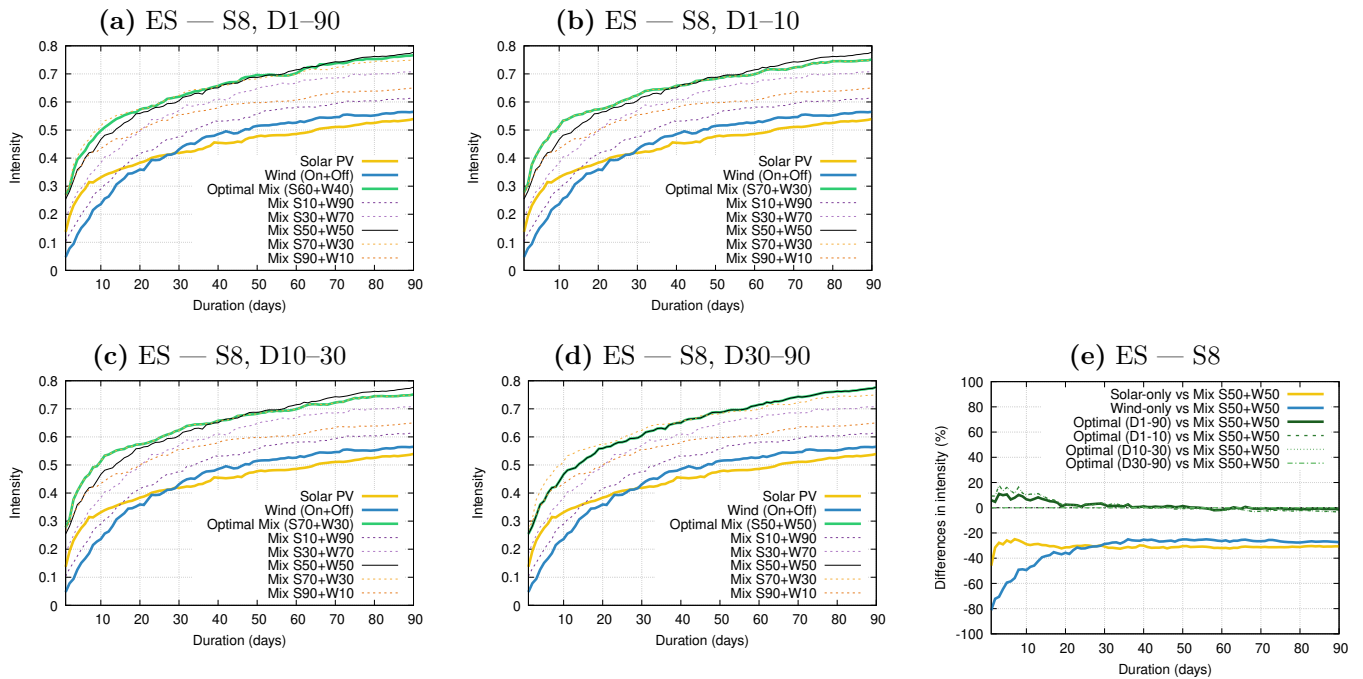 (a) ES — S8, D1–90
0.8
0.7
0.6
0.5
0.4
0.3
0.2
0.1
0
Intensity
10 20 30 40 50 60 70 80 90
Duration (days)
Solar PV
Wind (On+Off)
Optimal Mix (S60+W40)
Mix S10+W90
Mix S30+W70
Mix S50+W50
Mix S70+W30
Mix S90+W10
(b) ES — S8, D1–10
0.8
0.7
0.6
0.5
0.4
0.3
0.2
0.1
0
Intensity
10 20 30 40 50 60 70 80 90
Duration (days)
Solar PV
Wind (On+Off)
Optimal Mix (S70+W30)
Mix S10+W90
Mix S30+W70
Mix S50+W50
Mix S70+W30
Mix S90+W10
(c) ES — S8, D10–30
0.8
0.7
0.6
0.5
0.4
0.3
0.2
0.1
0
Intensity
10 20 30 40 50 60 70 80 90
Duration (days)
Solar PV
Wind (On+Off)
Optimal Mix (S70+W30)
Mix S10+W90
Mix S30+W70
Mix S50+W50
Mix S70+W30
Mix S90+W10
(d) ES — S8, D30–90
0.8
0.7
0.6
0.5
0.4
0.3
0.2
0.1
0
Intensity
10 20 30 40 50 60 70 80 90
Duration (days)
Solar PV
Wind (On+Off)
Optimal Mix (S50+W50)
Mix S10+W90
Mix S30+W70
Mix S50+W50
Mix S70+W30
Mix S90+W10
(e) ES — S8
100
80
60
40
20
0
-20
-40
-60
-80
-100
Differences in intensity (%)
10 20 30 40 50 60 70 80 90
Duration (days)
Solar-only vs Mix S50+W50
Wind-only vs Mix S50+W50
Optimal (D1-90) vs Mix S50+W50
Optimal (D1-10) vs Mix S50+W50
Optimal (D10-30) vs Mix S50+W50
Optimal (D30-90) vs Mix S50+W50